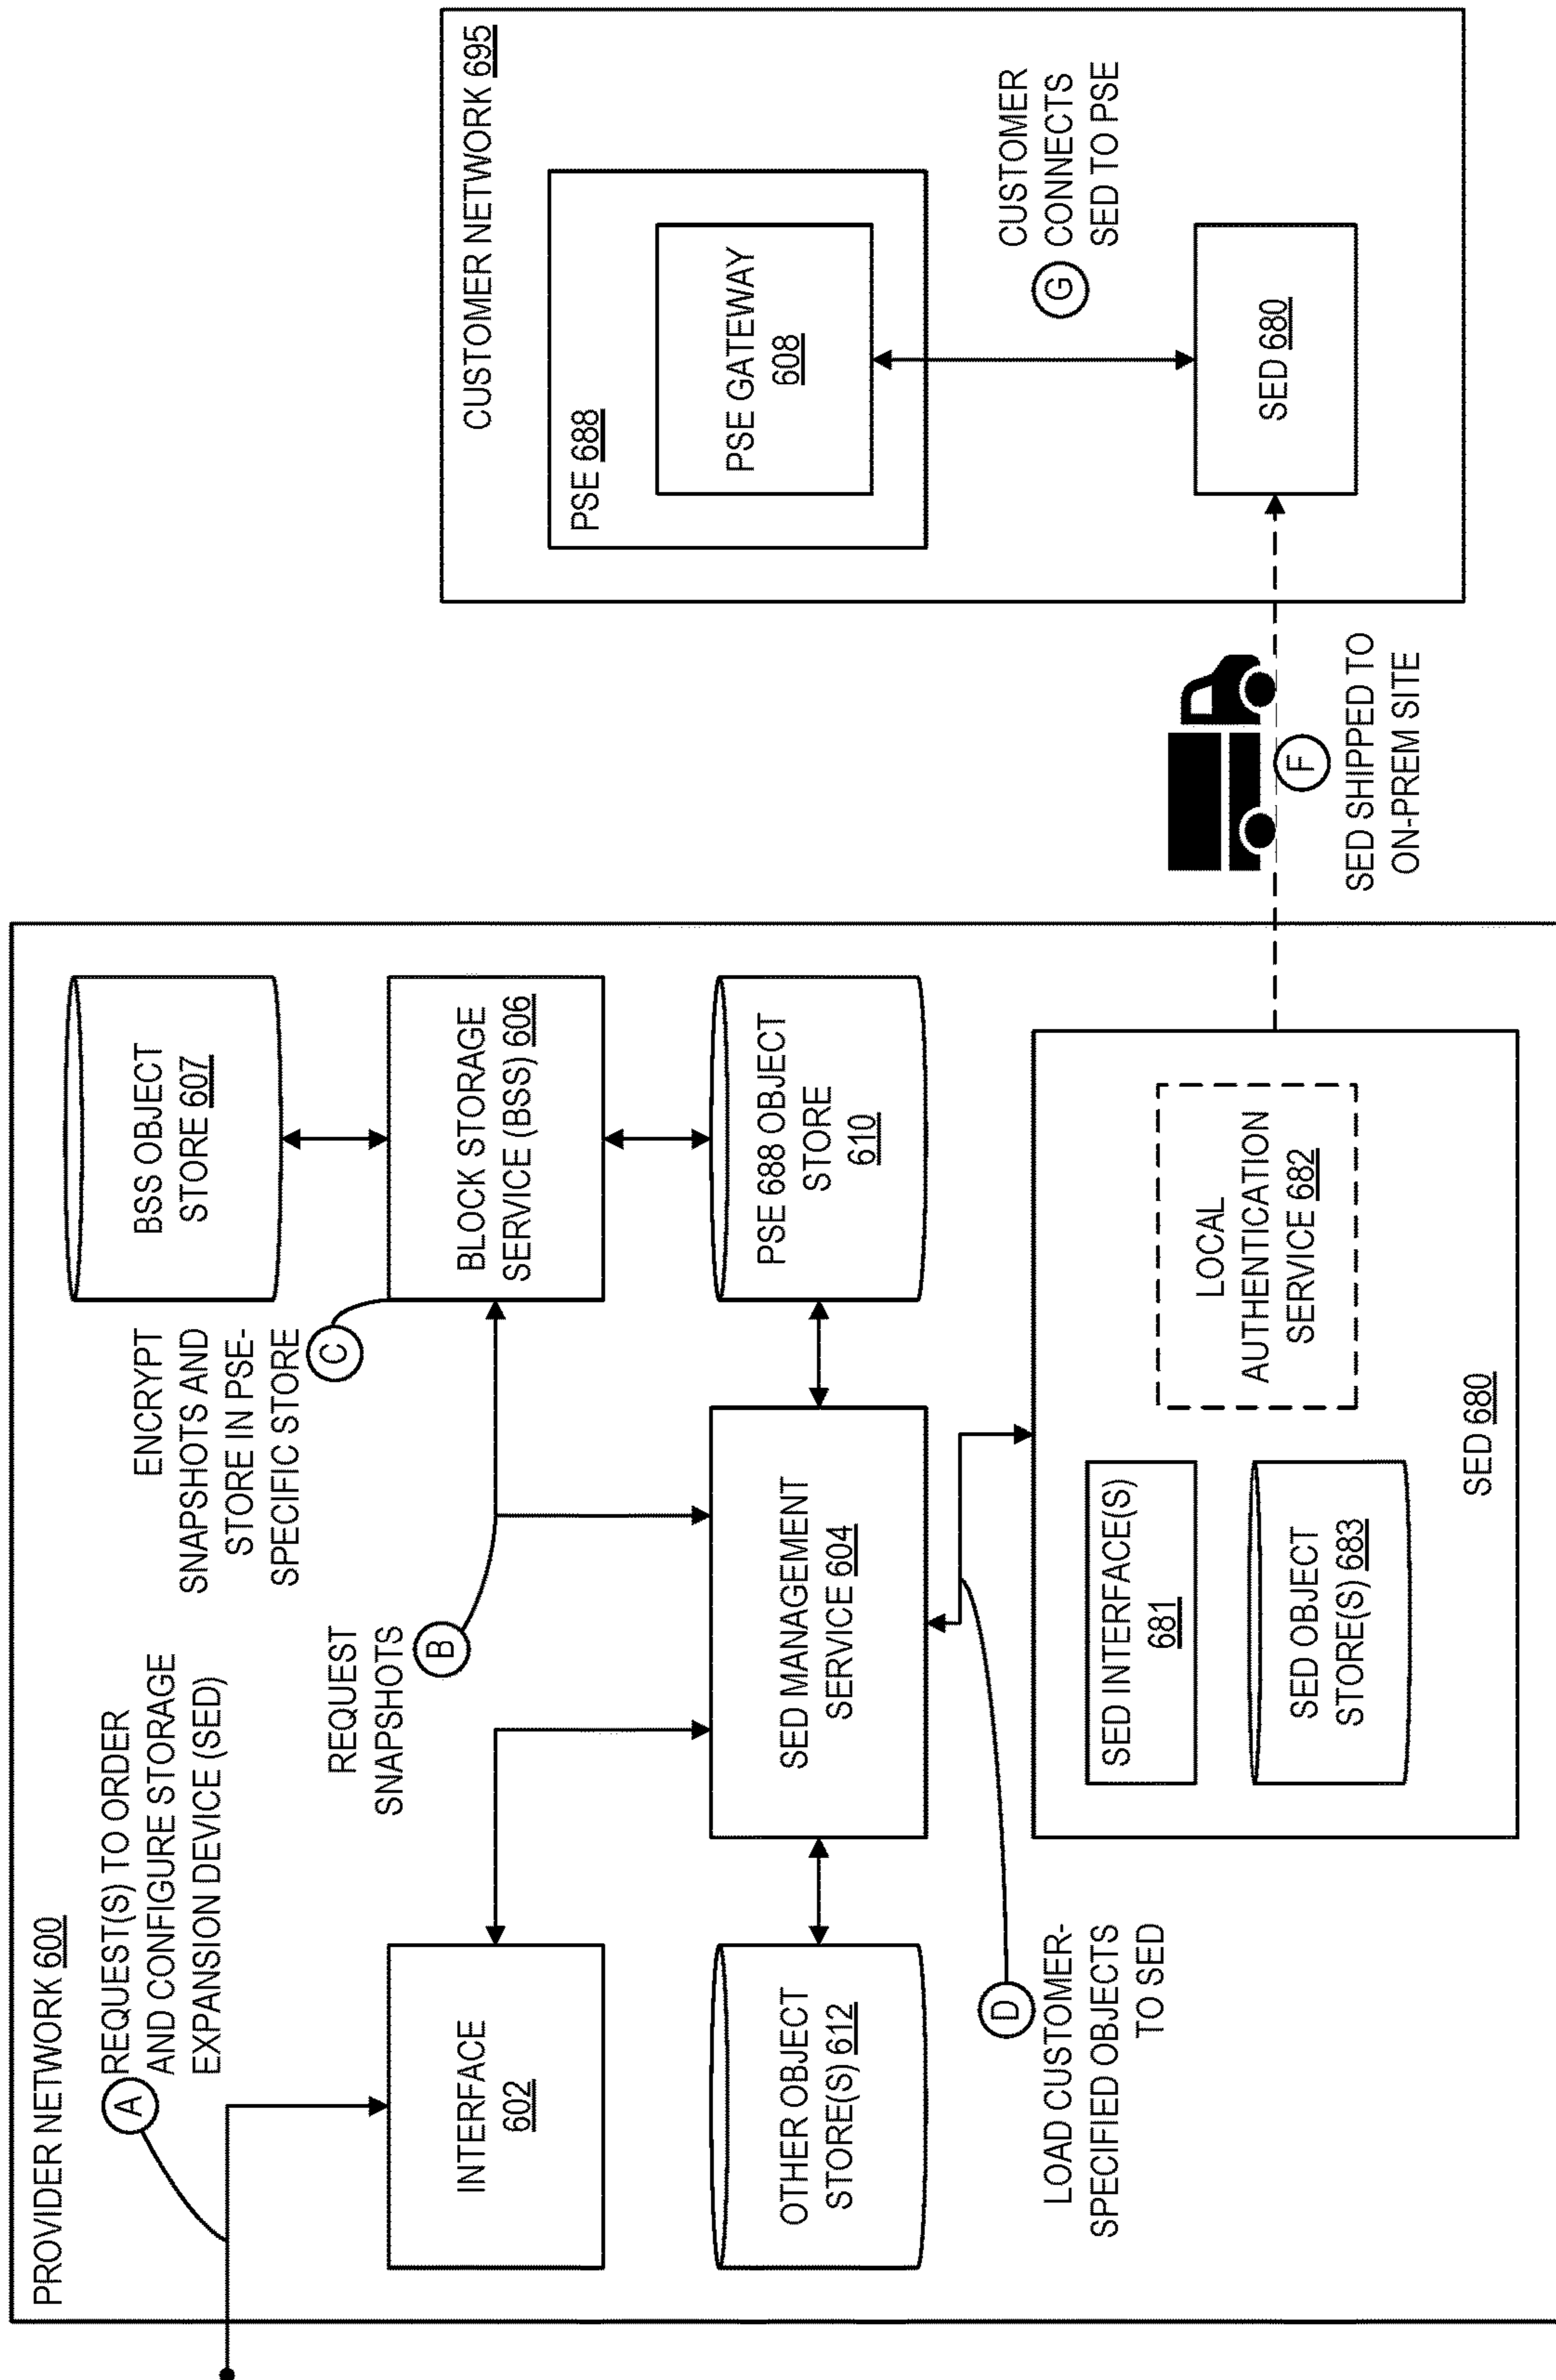 PROVIDER NETWORK 600
A
REQUEST(S) TO ORDER
AND CONFIGURE STORAGE
EXPANSION DEVICE (SED)
INTERFACE
602
OTHER OBJECT
STORE(S) 612
REQUEST
SNAPSHOTS
B
ENCRYPT
SNAPSHOTS AND
STORE IN PSE-
SPECIFIC STORE
C
BSS OBJECT
STORE 607
BLOCK STORAGE
SERVICE (BSS) 606
PSE 688 OBJECT
STORE
610
SED MANAGEMENT
SERVICE 604
D
LOAD CUSTOMER-
SPECIFIED OBJECTS
TO SED
SED INTERFACE(S)
681
SED OBJECT
STORE(S) 683
LOCAL
AUTHENTICATION
SERVICE 682
SED 680
F
SED SHIPPED TO
ON-PREM SITE
CUSTOMER NETWORK 695
PSE 688
PSE GATEWAY
608
G
CUSTOMER
CONNECTS
SED TO PSE
SED 680